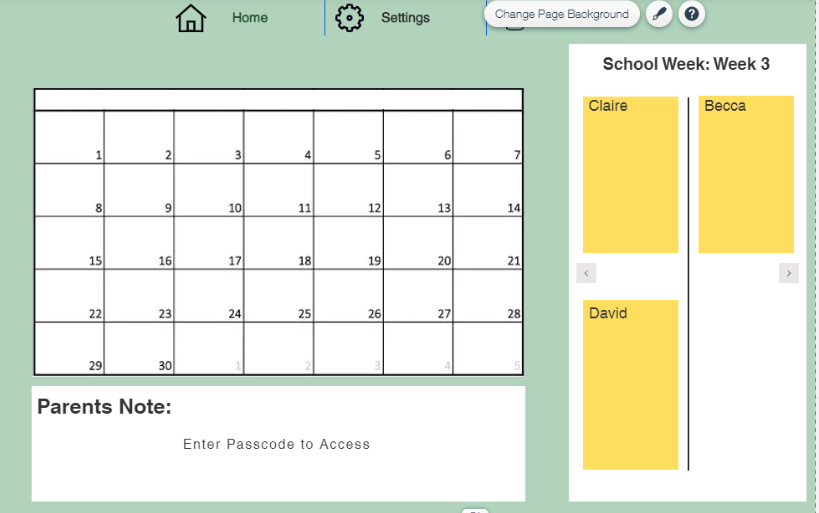 Home
Settings
Change Page Background
?
School Week: Week 3
Claire
Becca
1 2 3 4 5 6 7
8 9 10 11 12 13 14
15 16 17 18 19 20 21
22 23 24 25 26 27 28
29 30 1 2 3 4 5
< >
David
Parents Note:
Enter Passcode to Access